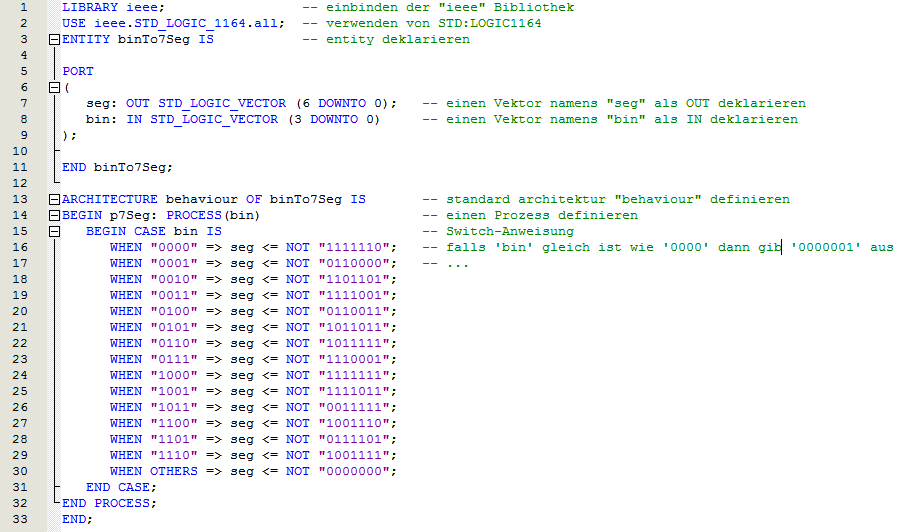 1 LIBRARY ieee; -- einbinden der "ieee" Bibliothek
2 USE ieee.STD_LOGIC_1164.all; -- verwenden von STD:LOGIC1164
3 ENTITY binTo7Seg IS -- entity deklarieren
4
5 PORT
6 (
7 seg: OUT STD_LOGIC_VECTOR (6 DOWNTO 0); -- einen Vektor namens "seg" als OUT deklarieren
8 bin: IN STD_LOGIC_VECTOR (3 DOWNTO 0) -- einen Vektor namens "bin" als IN deklarieren
9 );
10
11 END binTo7Seg;
12
13 ARCHITECTURE behaviour OF binTo7Seg IS -- standard architektur "behaviour" definieren
14 BEGIN p7Seg: PROCESS(bin) -- einen Prozess definieren
15 BEGIN CASE bin IS -- Switch-Anweisung
16 WHEN "0000" => seg <= NOT "1111110"; -- falls 'bin' gleich ist wie '0000' dann gib '0000001' aus
17 WHEN "0001" => seg <= NOT "0110000"; -- ...
18 WHEN "0010" => seg <= NOT "1101101";
19 WHEN "0011" => seg <= NOT "1111001";
20 WHEN "0100" => seg <= NOT "0110011";
21 WHEN "0101" => seg <= NOT "1011011";
22 WHEN "0110" => seg <= NOT "1011111";
23 WHEN "0111" => seg <= NOT "1110001";
24 WHEN "1000" => seg <= NOT "1111111";
25 WHEN "1001" => seg <= NOT "1111011";
26 WHEN "1011" => seg <= NOT "0011111";
27 WHEN "1100" => seg <= NOT "1001110";
28 WHEN "1101" => seg <= NOT "0111101";
29 WHEN "1110" => seg <= NOT "1001111";
30 WHEN OTHERS => seg <= NOT "0000000";
31 END CASE;
32 END PROCESS;
33 END;